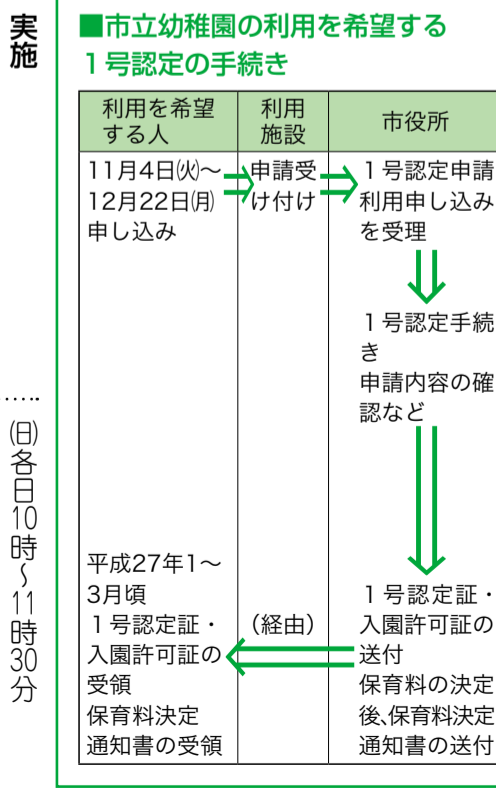 ■市立幼稚園の利用を希望する
1号認定の手続き
利用を希望
する人
利用
施設
市役所
11月4日㈫～
12月22日㈪
申し込み
申請受
け付け
1号認定申請
利用申し込み
を受理
1号認定手続
き
申請内容の確
認など
平成27年1～
3月頃
1号認定証・
入園許可証の
受領
保育料決定
通知書の受領
（経由）
1号認定証・
入園許可証の
送付
保育料の決定
後、保育料決定
通知書の送付
実施
……㈰各日10時～11時30分